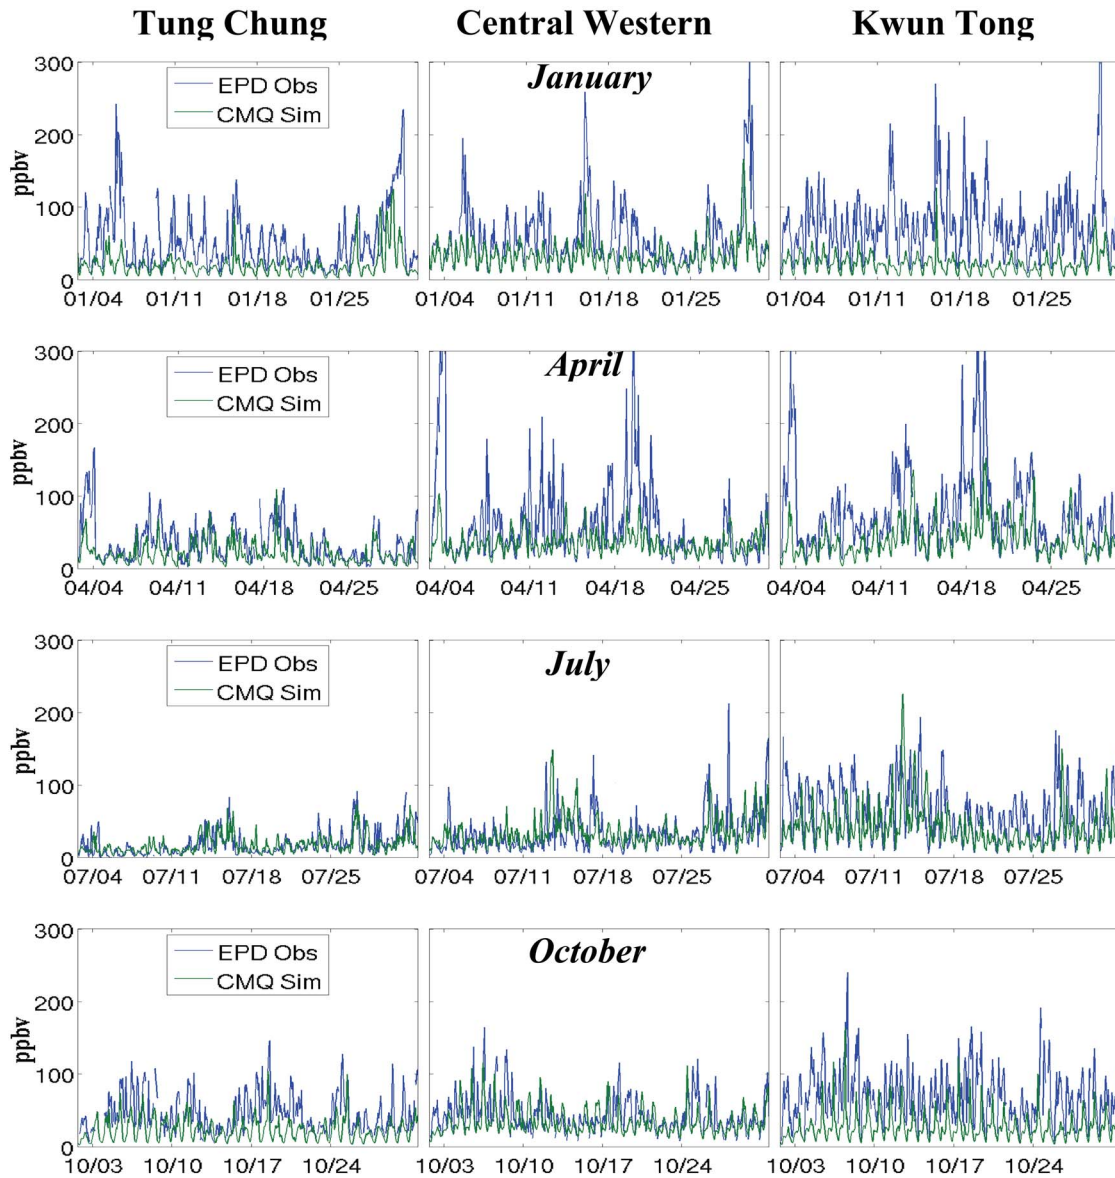 Tung Chung Central Western Kwun Tong
January
300
EPD Obs
CMQ Sim
200
ppbv
100
0
01/04 01/11 01/18 01/25 01/04 01/11 01/18 01/25 01/04 01/11 01/18 01/25
April
300
EPD Obs
CMQ Sim
200
ppbv
100
0
04/04 04/11 04/18 04/25 04/04 04/11 04/18 04/25 04/04 04/11 04/18 04/25
300
July
EPD Obs
CMQ Sim
200
ppbv
100
0
07/04 07/11 07/18 07/25 07/04 07/11 07/18 07/25 07/04 07/11 07/18 07/25
300
October
EPD Obs
CMQ Sim
200
ppbv
100
0
10/03 10/10 10/17 10/24 10/03 10/10 10/17 10/24 10/03 10/10 10/17 10/24